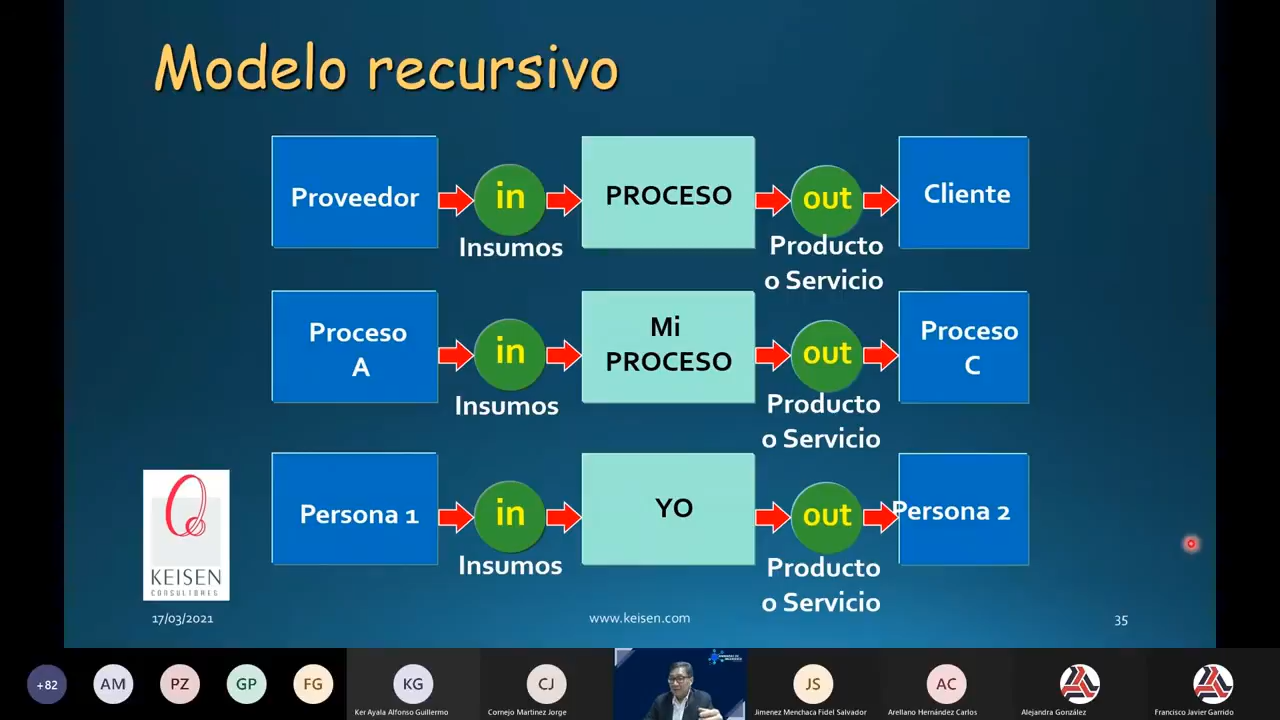 Modelo recursivo
Proveedor
in
Insumos
PROCESO
out
Producto
o Servicio
Cliente
Proceso
A
in
Insumos
Mi
PROCESO
out
Producto
o Servicio
Proceso
C
Persona 1
in
Insumos
YO
out
Producto
o Servicio
Persona 2
KEISEN
CONSULTORES
17/03/2021
www.keisen.com
35
+82
AM
PZ
GP
FG
KG
Ker Ayala Alfonso Guillermo
CJ
Cornejo Martinez Jorge
JS
Jimenez Menchaca Fidel Salvador
AC
Arellano Hernández Carlos
Alejandra González
Francisco Javier Garrido